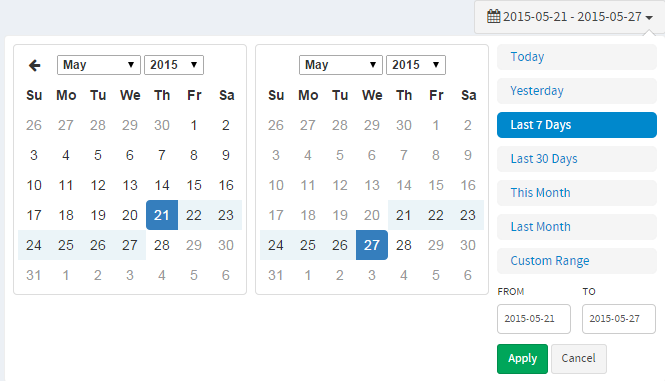 2015-05-21 - 2015-05-27
May 2015
Su Mo Tu We Th Fr Sa
26 27 28 29 30 1 2
3 4 5 6 7 8 9
10 11 12 13 14 15 16
17 18 19 20 21 22 23
24 25 26 27 28 29 30
31 1 2 3 4 5 6
May 2015
Su Mo Tu We Th Fr Sa
26 27 28 29 30 1 2
3 4 5 6 7 8 9
10 11 12 13 14 15 16
17 18 19 20 21 22 23
24 25 26 27 28 29 30
31 1 2 3 4 5 6
Today
Yesterday
Last 7 Days
Last 30 Days
This Month
Last Month
Custom Range
FROM TO
2015-05-21 2015-05-27
Apply Cancel